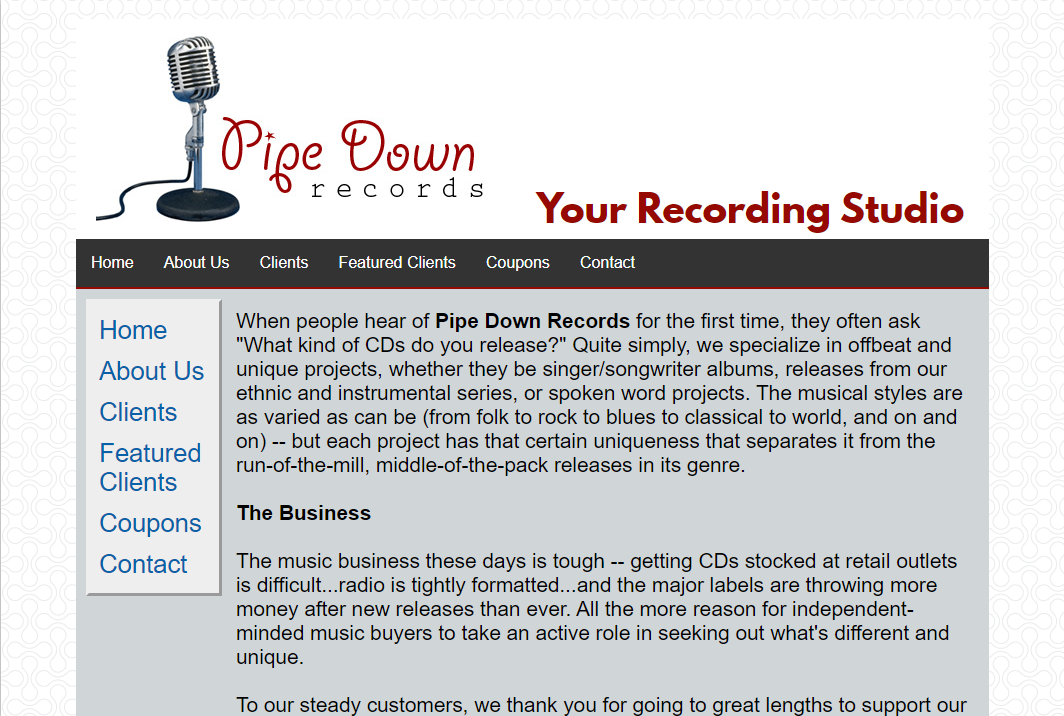 Pipe Down
records
Your Recording Studio
Home About Us Clients Featured Clients Coupons Contact
Home
About Us
Clients
Featured
Clients
Coupons
Contact
When people hear of Pipe Down Records for the first time, they often ask
"What kind of CDs do you release?" Quite simply, we specialize in offbeat and
unique projects, whether they be singer/songwriter albums, releases from our
ethnic and instrumental series, or spoken word projects. The musical styles are
as varied as can be (from folk to rock to blues to classical to world, and on and
on) -- but each project has that certain uniqueness that separates it from the
run-of-the-mill, middle-of-the-pack releases in its genre.
The Business
The music business these days is tough -- getting CDs stocked at retail outlets
is difficult...radio is tightly formatted...and the major labels are throwing more
money after new releases than ever. All the more reason for independent-
minded music buyers to take an active role in seeking out what's different and
unique.
To our steady customers, we thank you for going to great lengths to support our